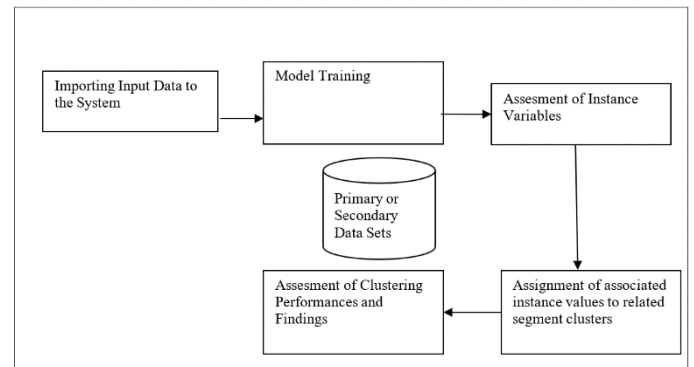 Importing Input Data to
the System
Model Training
Assesment of Instance
Variables
Primary or
Secondary
Data Sets
Assignment of associated
instance values to related
segment clusters
Assesment of Clustering
Performances and
Findings